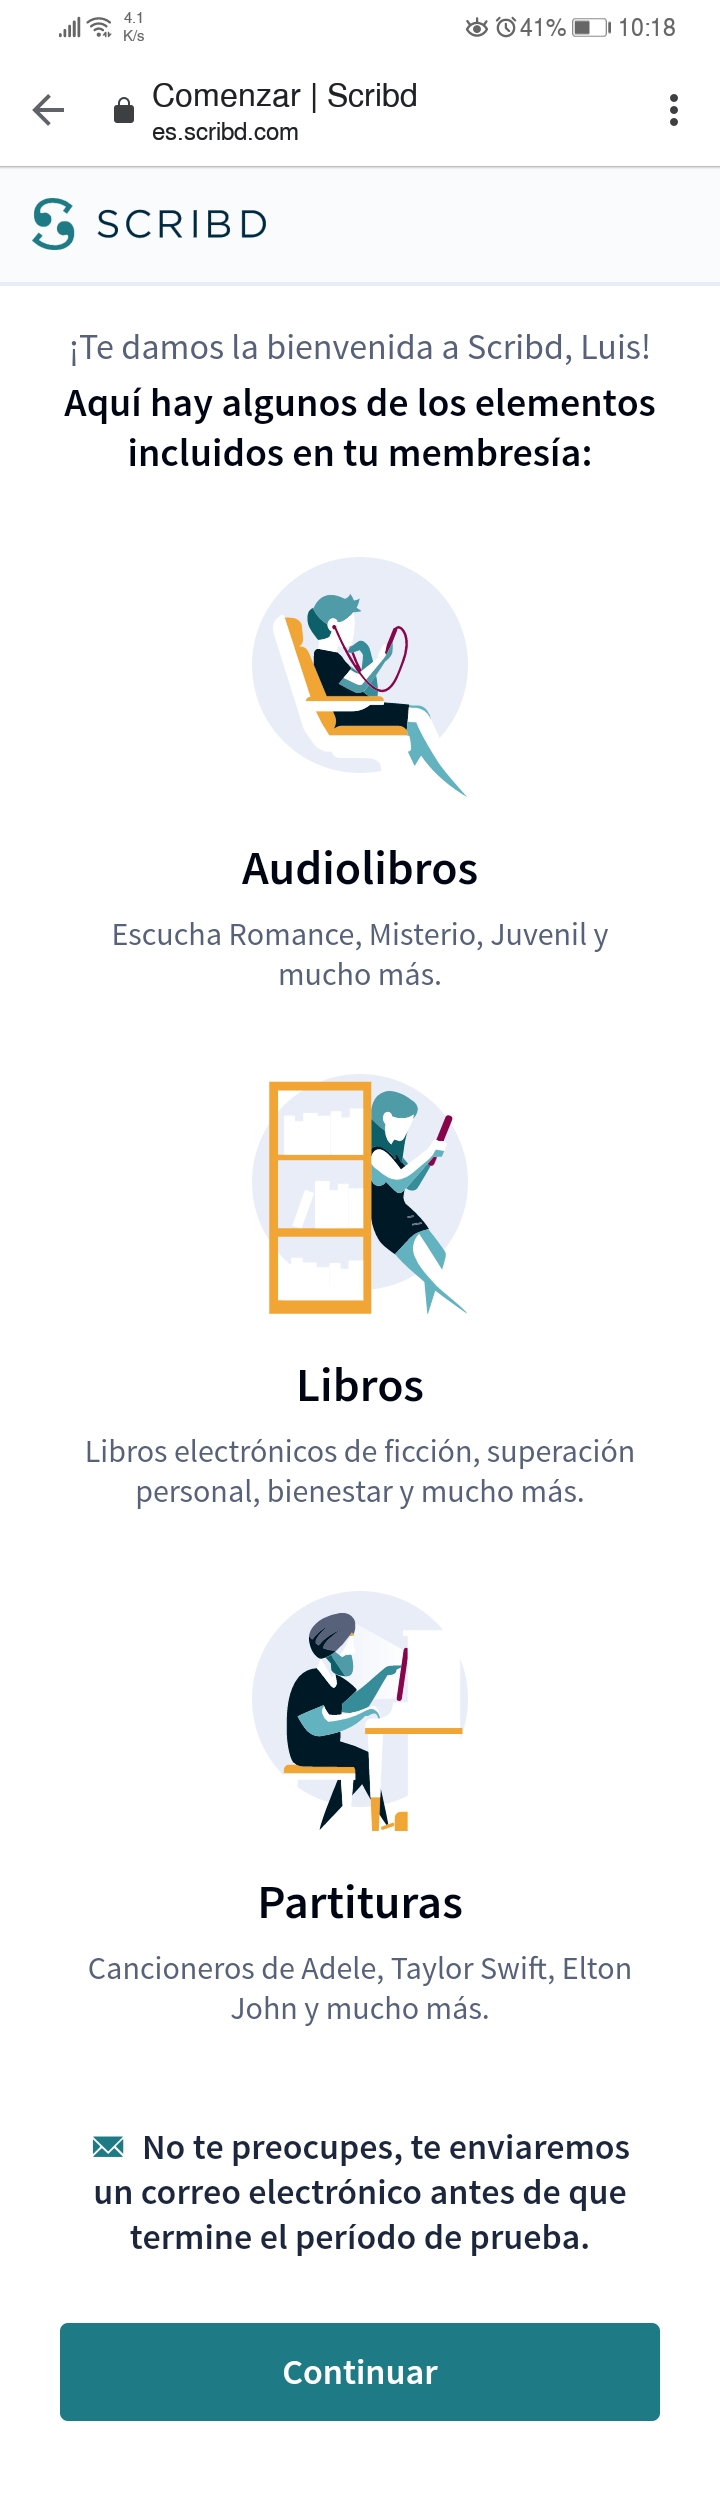 4.1
K/s
41%
10:18
Comenzar | Scribd
es.scribd.com
SCRIBD
¡Te damos la bienvenida a Scribd, Luis!
Aquí hay algunos de los elementos
incluidos en tu membresía:
Audiolibros
Escucha Romance, Misterio, Juvenil y
mucho más.
Libros
Libros electrónicos de ficción, superación
personal, bienestar y mucho más.
Partituras
Cancioneros de Adele, Taylor Swift, Elton
John y mucho más.
No te preocupes, te enviaremos
un correo electrónico antes de que
termine el período de prueba.
Continuar